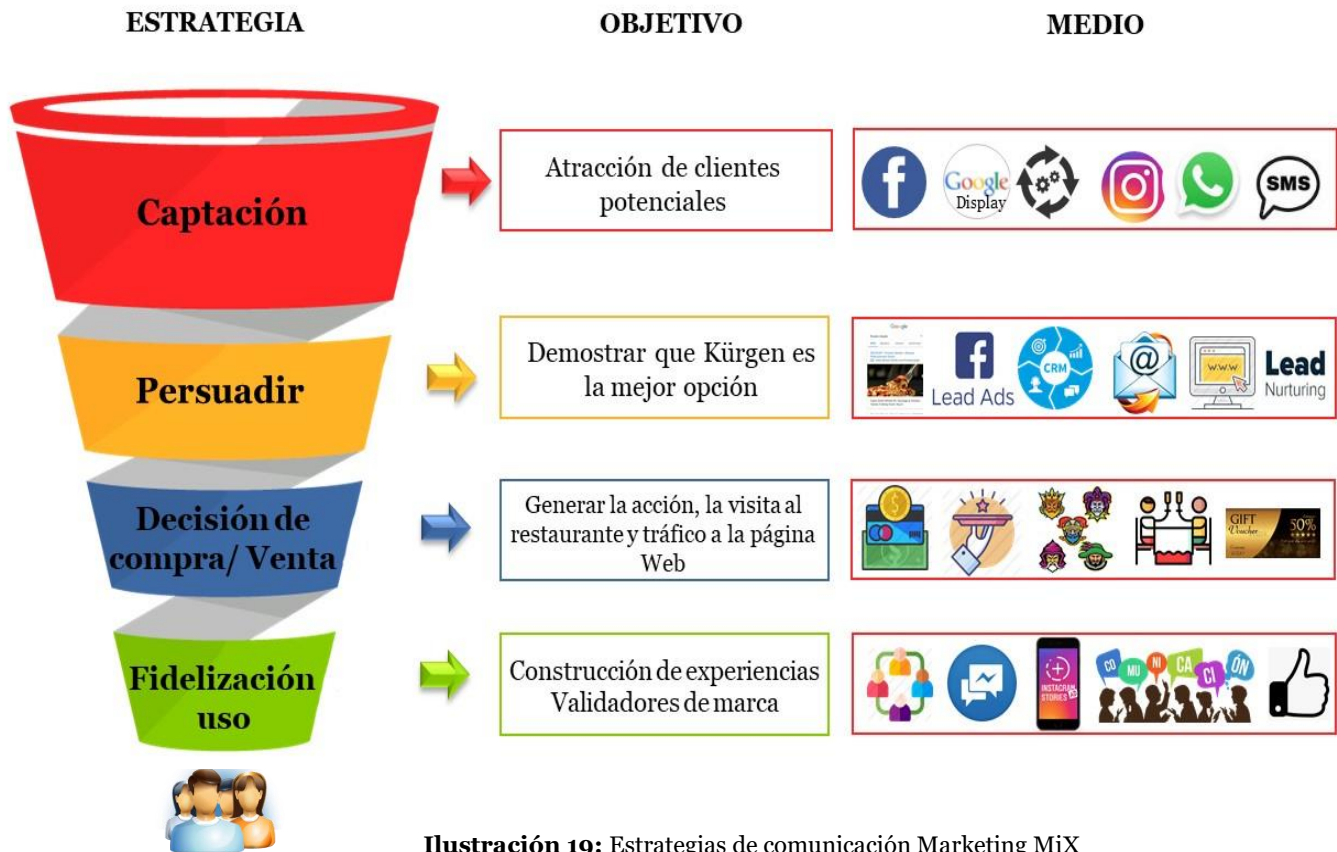 ESTRATEGIA
OBJETIVO
MEDIO
Captación
Atracción de clientes
potenciales
Google
Display
SMS
Persuadir
Demostrar que Kürgen es
la mejor opción
Google
Lead Ads
CRM
@
www
Lead
Nurturing
Decisión de
compra/ Venta
Generar la acción, la visita al
restaurante y tráfico a la página
Web
GIFT
Voucher
50%
Fidelización
uso
Construcción de experiencias
Validadores de marca
INSTAGRAM
STORIES
CO MU NI CA CI ÓN
Ilustración 19: Estrategias de comunicación Marketing MiX